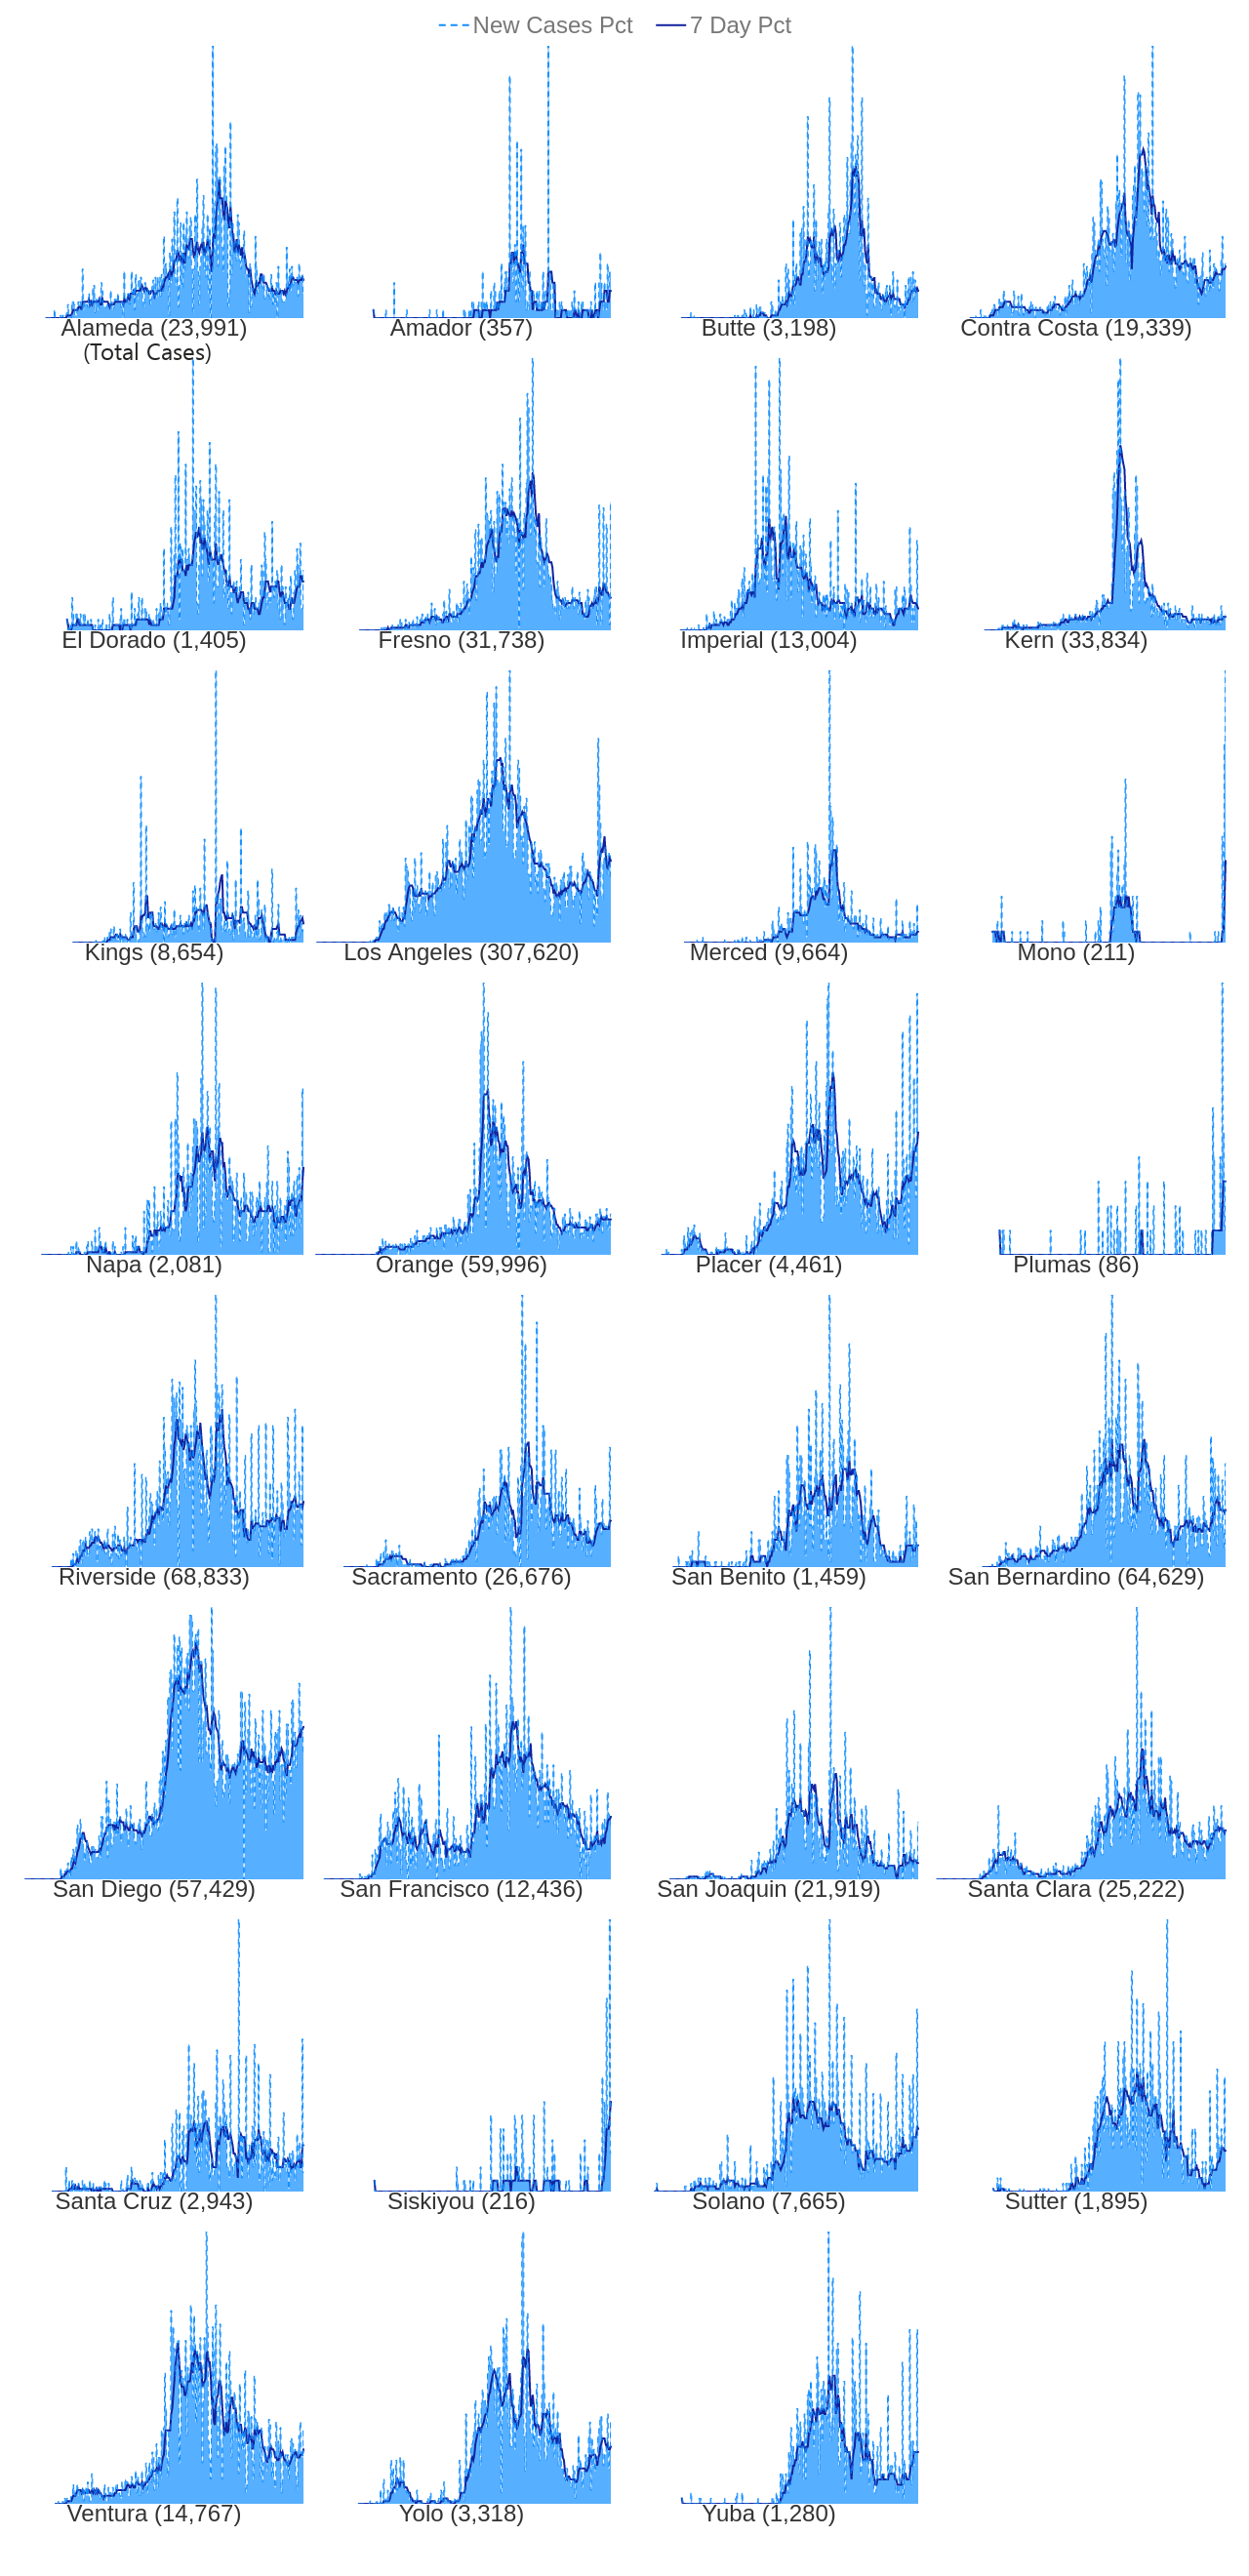 New Cases Pct 7 Day Pct
Alameda (23,991) Amador (357) Butte (3,198) Contra Costa (19,339)
(Total Cases)
El Dorado (1,405) Fresno (31,738) Imperial (13,004) Kern (33,834)
Kings (8,654) Los Angeles (307,620) Merced (9,664) Mono (211)
Napa (2,081) Orange (59,996) Placer (4,461) Plumas (86)
Riverside (68,833) Sacramento (26,676) San Benito (1,459) San Bernardino (64,629)
San Diego (57,429) San Francisco (12,436) San Joaquin (21,919) Santa Clara (25,222)
Santa Cruz (2,943) Siskiyou (216) Solano (7,665) Sutter (1,895)
Ventura (14,767) Yolo (3,318) Yuba (1,280)